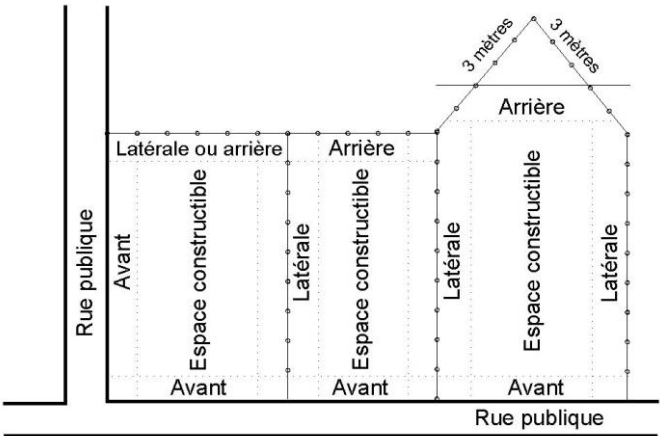 3 mètres
3 mètres
Arrière
Latérale ou arrière
Arrière
Rue publique
Avant
Espace constructible
Latérale
Espace constructible
Latérale
Espace constructible
Latérale
Avant
Avant
Avant
Rue publique